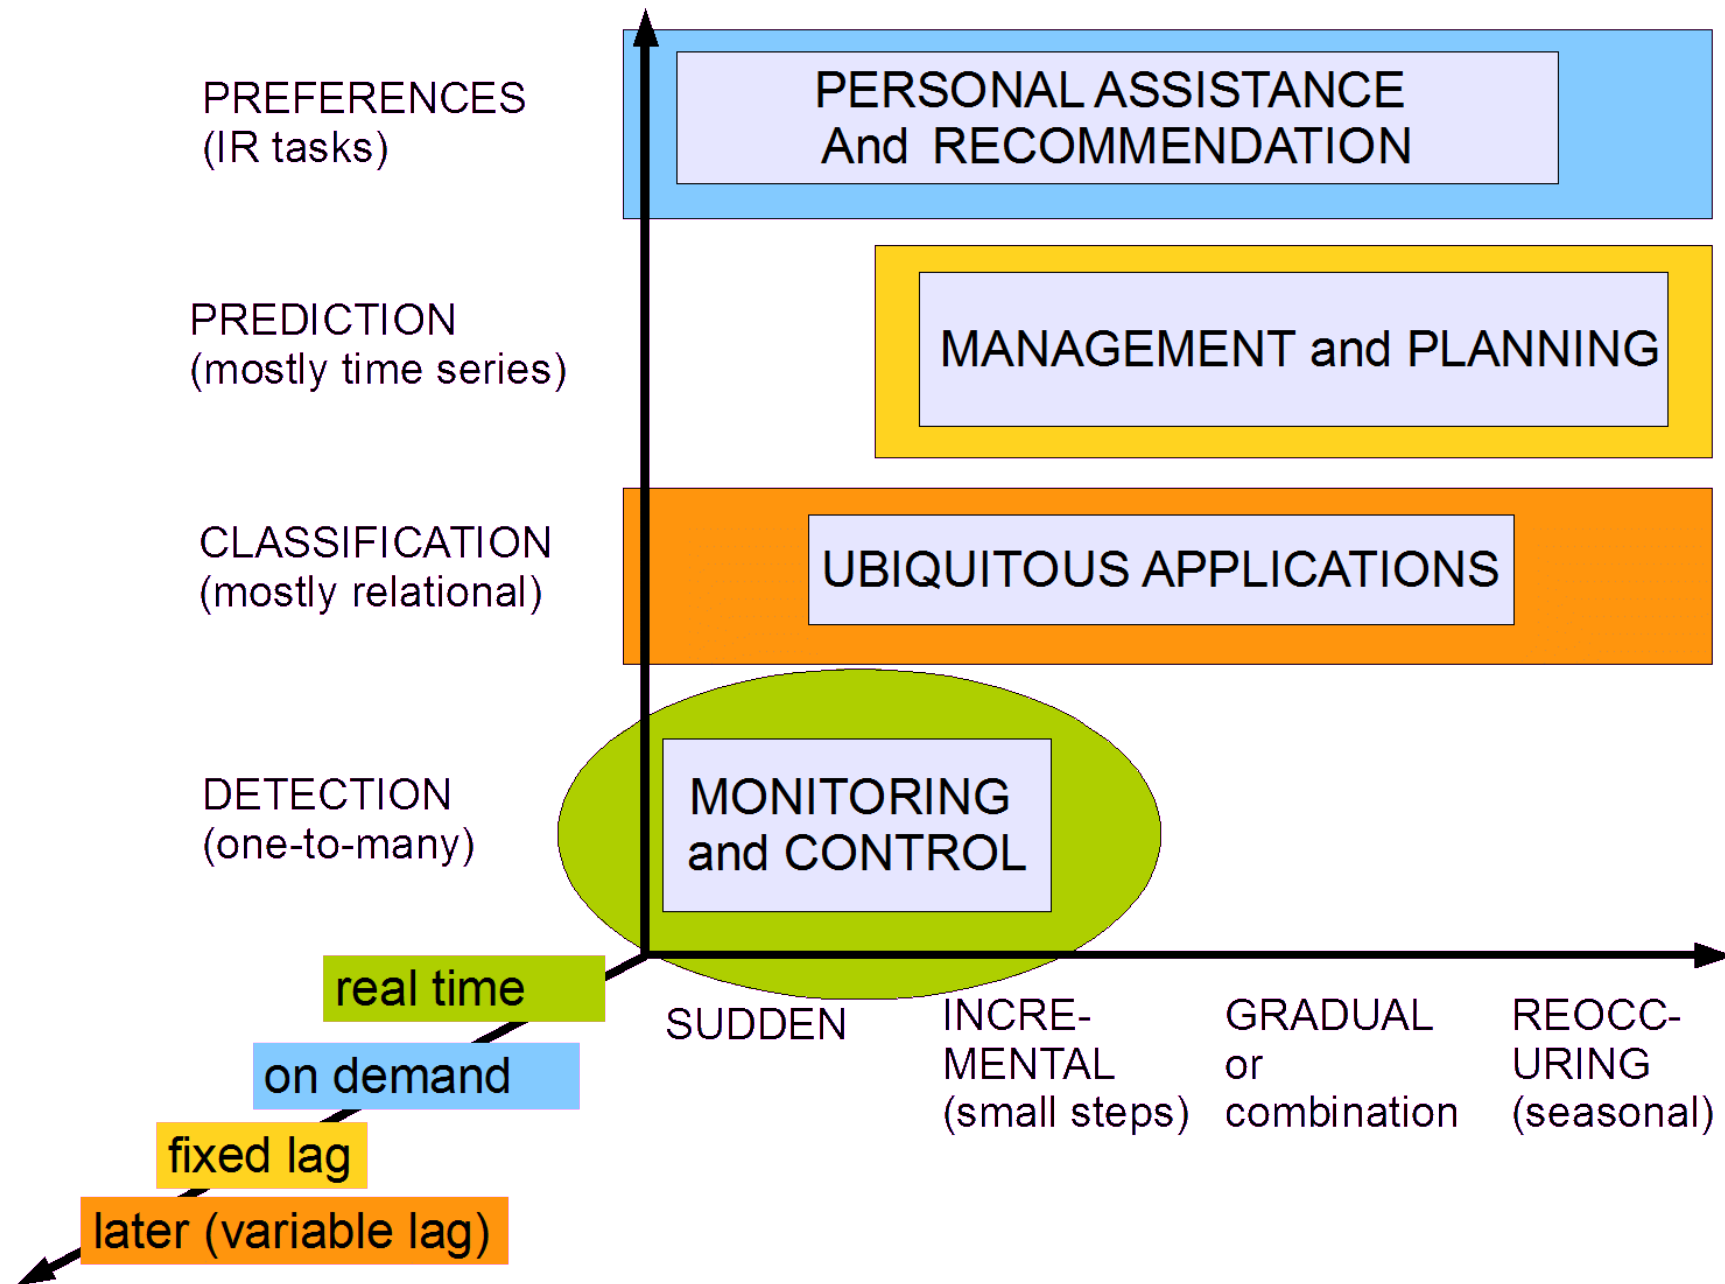 PREFERENCES
(IR tasks)
PERSONAL ASSISTANCE
And RECOMMENDATION
PREDICTION
(mostly time series)
MANAGEMENT and PLANNING
CLASSIFICATION
(mostly relational)
UBIQUITOUS APPLICATIONS
DETECTION
(one-to-many)
MONITORING
and CONTROL
real time
on demand
fixed lag
later (variable lag)
SUDDEN
INCRE-
MENTAL
(small steps)
GRADUAL
or
combination
REOCC-
URING
(seasonal)